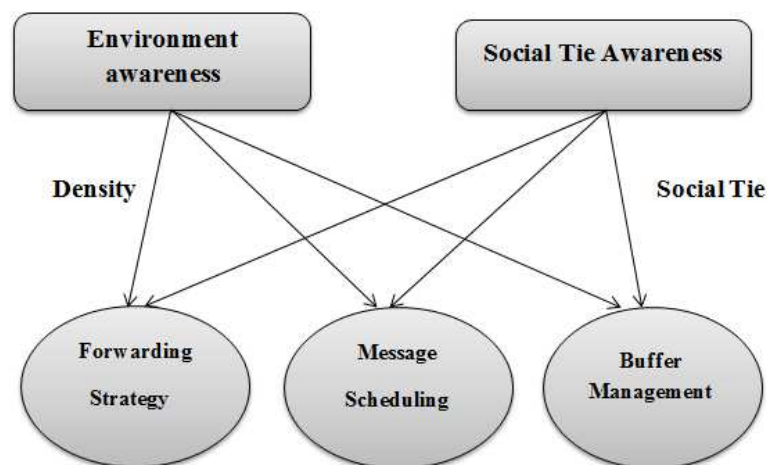 Environment
awareness
Social Tie Awareness
Density
Social Tie
Forwarding
Strategy
Message
Scheduling
Buffer
Management